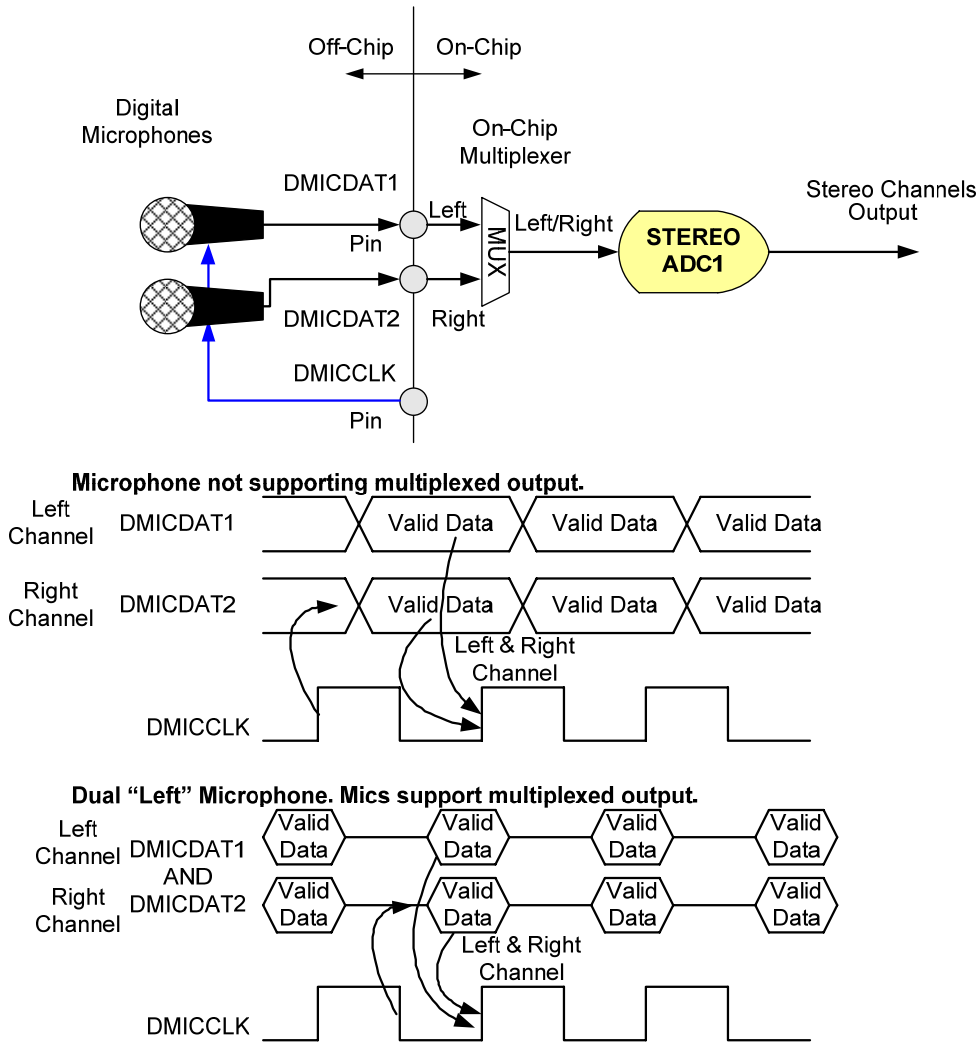 Off-Chip
On-Chip
Digital
Microphones
On-Chip
Multiplexer
DMICDAT1
Left
Pin
MUX
Left/Right
STEREO
ADC1
Stereo Channels
Output
DMICDAT2
Right
DMICCLK
Pin
Microphone not supporting multiplexed output.
Left
Channel
DMICDAT1
Valid Data
Valid Data
Valid Data
Right
Channel
DMICDAT2
Valid Data
Valid Data
Valid Data
Left & Right
Channel
DMICCLK
Dual “Left” Microphone. Mics support multiplexed output.
Left
Channel
DMICDAT1
AND
DMICDAT2
Right
Channel
Valid
Data
Valid
Data
Valid
Data
Valid
Data
Valid
Data
Valid
Data
Valid
Data
Valid
Data
Left & Right
Channel
DMICCLK